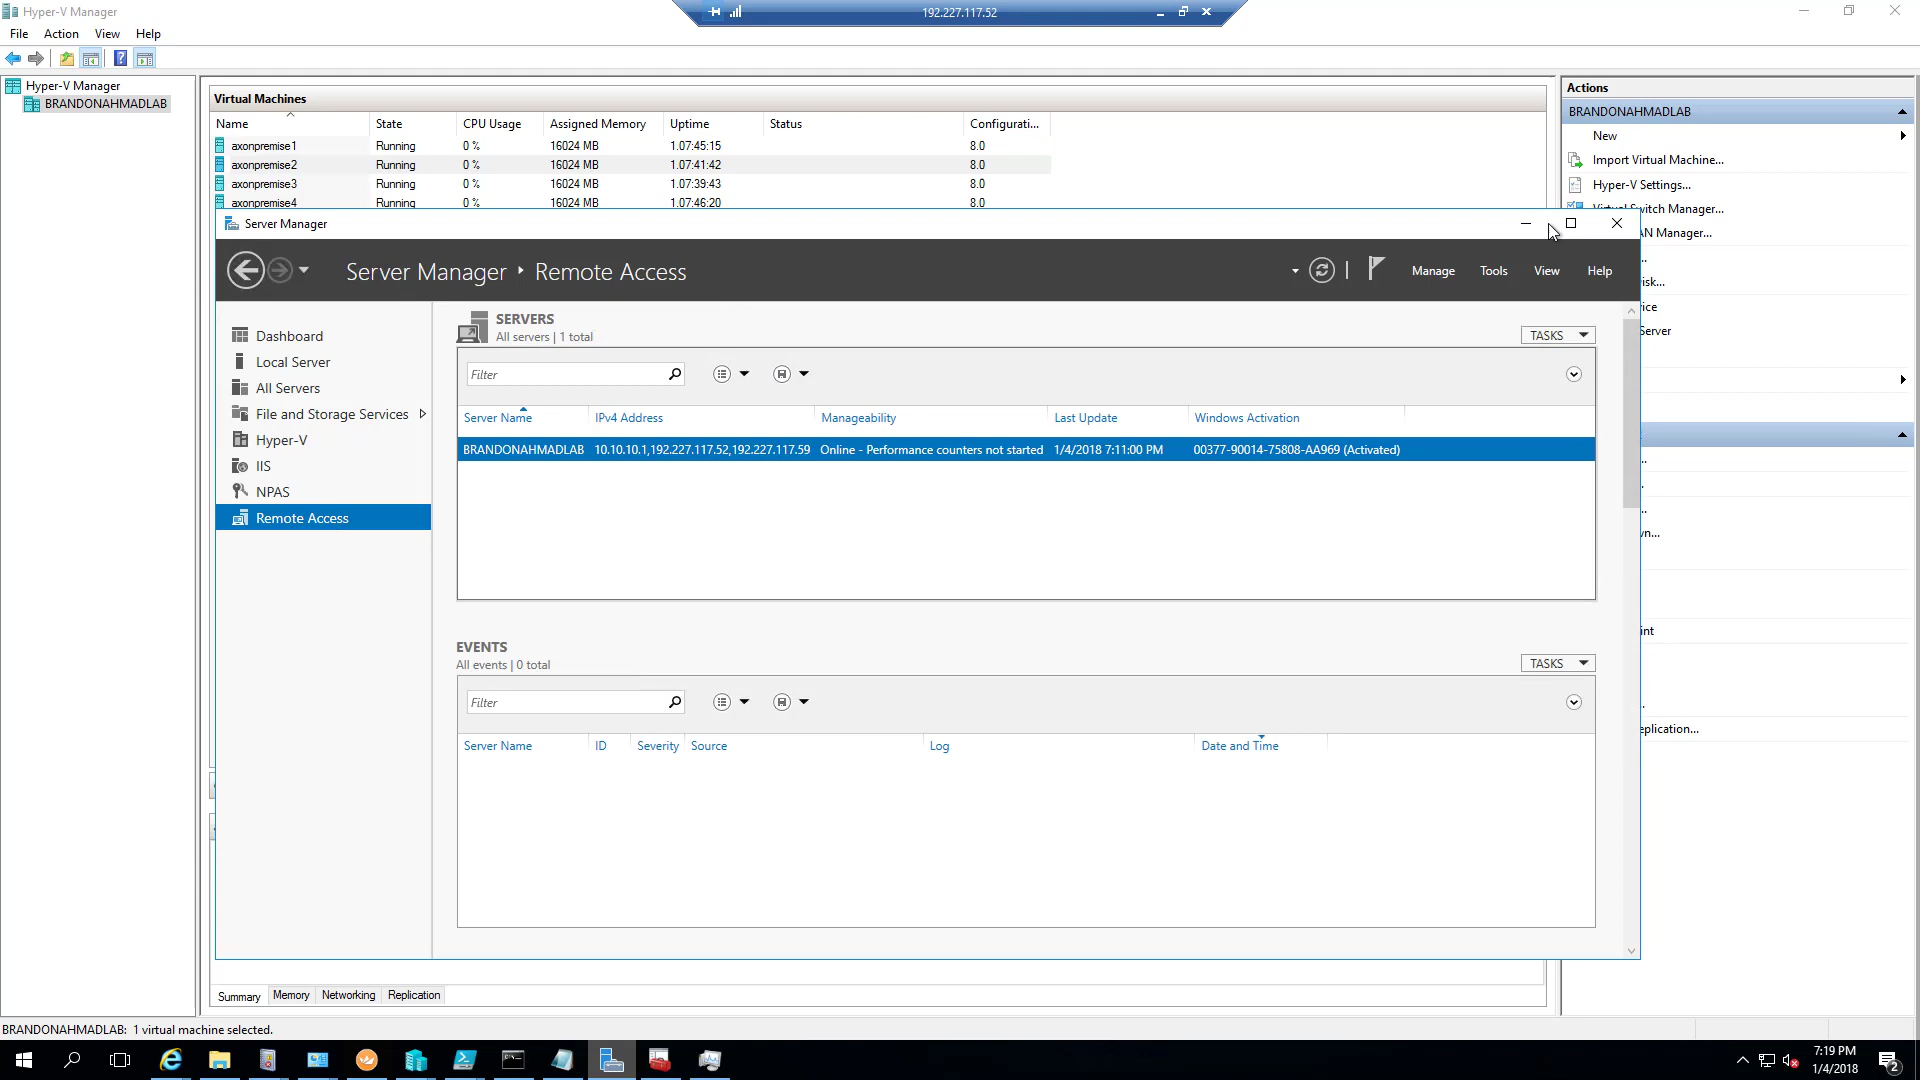 Hyper-V Manager
192.227.117.52
File Action View Help
Hyper-V Manager
BRANDONAHMADLAB
Virtual Machines
Name State CPU Usage Assigned Memory Uptime Status Configurati...
axonpremise1 Running 0 % 16024 MB 1.07:45:15 8.0
axonpremise2 Running 0 % 16024 MB 1.07:41:42 8.0
axonpremise3 Running 0 % 16024 MB 1.07:39:43 8.0
axonpremise4 Running 0 % 16024 MB 1.07:46:20 8.0
Actions
BRANDONAHMADLAB
New
Import Virtual Machine...
Hyper-V Settings...
Virtual Switch Manager...
AN Manager...
isk...
ice
Server
wn...
int
eplication...
Server Manager
Server Manager Remote Access
Manage Tools View Help
Dashboard
Local Server
All Servers
File and Storage Services
Hyper-V
IIS
NPAS
Remote Access
SERVERS
All servers | 1 total
TASKS
Filter
Server Name IPv4 Address Manageability Last Update Windows Activation
BRANDONAHMADLAB 10.10.10.1,192.227.117.52,192.227.117.59 Online - Performance counters not started 1/4/2018 7:11:00 PM 00377-90014-75808-AA969 (Activated)
EVENTS
All events | 0 total
TASKS
Filter
Server Name ID Severity Source Log Date and Time
Summary Memory Networking Replication
BRANDONAHMADLAB: 1 virtual machine selected.
7:19 PM
1/4/2018
2